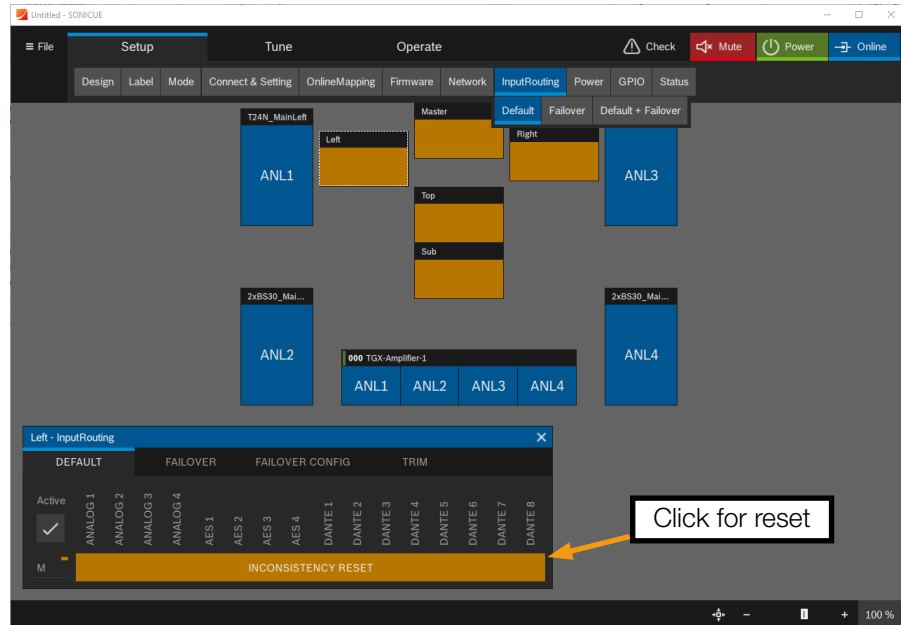 Untitled - SONICUE
≡ File
Setup
Tune
Operate
Check
Mute
Power
Online
Design
Label
Mode
Connect & Setting
OnlineMapping
Firmware
Network
InputRouting
Power
GPIO
Status
Default
Failover
Default + Failover
T24N_MainLeft
ANL1
Left
Master
Right
ANL3
Top
Sub
2xBS30_Mai...
ANL2
000 TGX-Amplifier-1
ANL1
ANL2
ANL3
ANL4
2xBS30_Mai...
ANL4
Left - InputRouting
DEFAULT
FAILOVER
FAILOVER CONFIG
TRIM
Active
ANALOG 1
ANALOG 2
ANALOG 3
ANALOG 4
AES 1
AES 2
AES 3
AES 4
DANTE 1
DANTE 2
DANTE 3
DANTE 4
DANTE 5
DANTE 6
DANTE 7
DANTE 8
M
INCONSISTENCY RESET
Click for reset
− + 100 %